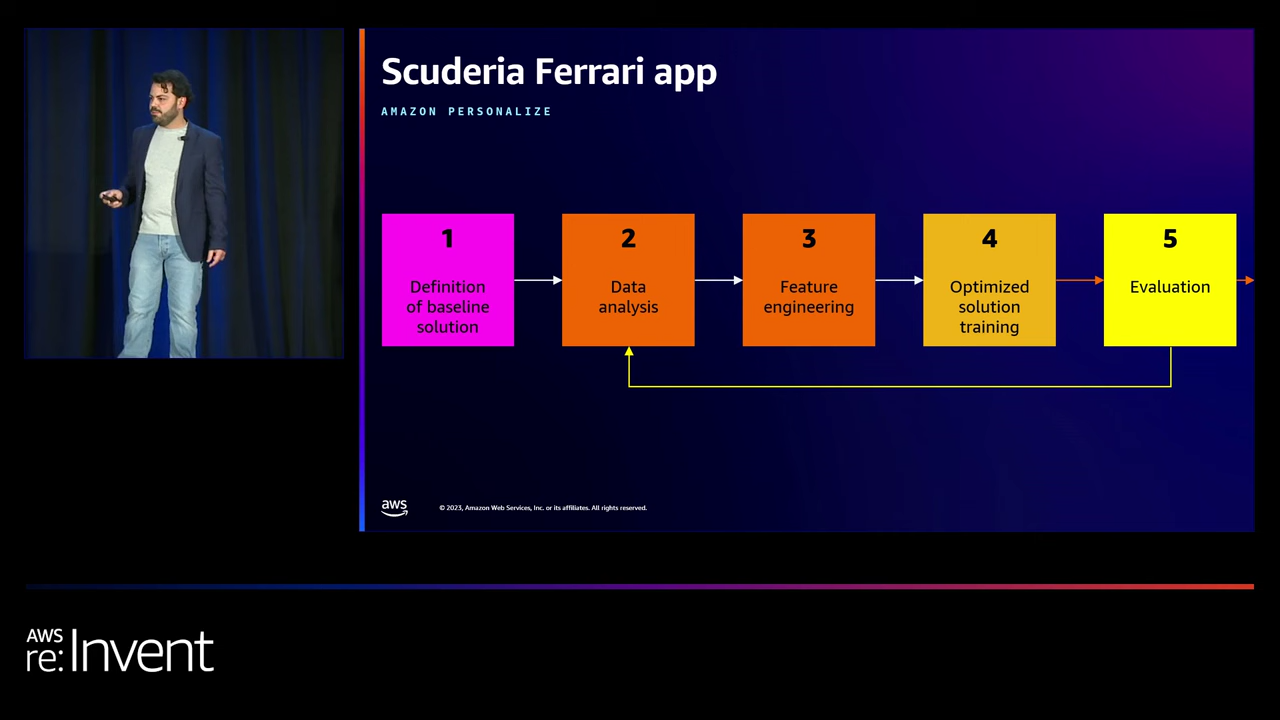 Scuderia Ferrari app
AMAZON PERSONALIZE
1
Definition
of baseline
solution
2
Data
analysis
3
Feature
engineering
4
Optimized
solution
training
5
Evaluation
aws
© 2023, Amazon Web Services, Inc. or its affiliates. All rights reserved.
AWS
re:Invent